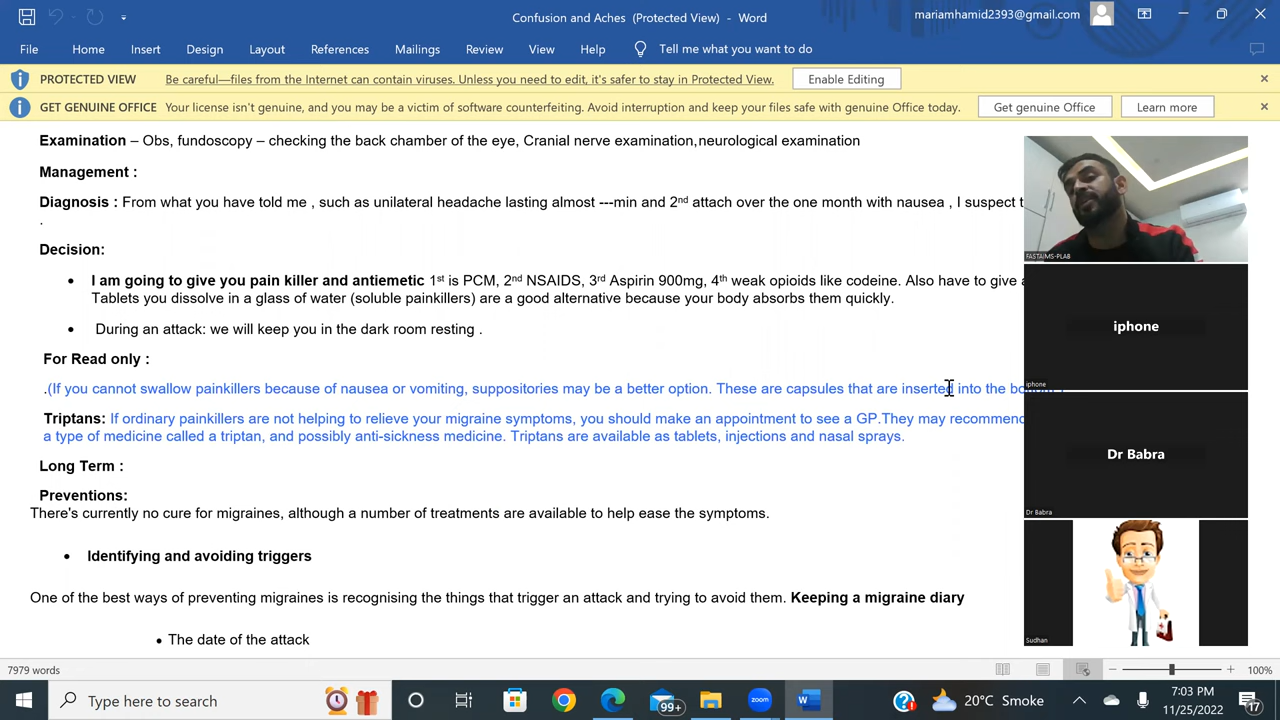 Confusion and Aches (Protected View) - Word
mariamhamid2393@gmail.com
File Home Insert Design Layout References Mailings Review View Help Tell me what you want to do
PROTECTED VIEW Be careful—files from the Internet can contain viruses. Unless you need to edit, it's safer to stay in Protected View. Enable Editing
GET GENUINE OFFICE Your license isn't genuine, and you may be a victim of software counterfeiting. Avoid interruption and keep your files safe with genuine Office today. Get genuine Office Learn more
Examination – Obs, fundoscopy – checking the back chamber of the eye, Cranial nerve examination,neurological examination
Management :
Diagnosis : From what you have told me , such as unilateral headache lasting almost ---min and 2nd attach over the one month with nausea , I suspect t
.
Decision:
• I am going to give you pain killer and antiemetic 1st is PCM, 2nd NSAIDS, 3rd Aspirin 900mg, 4th weak opioids like codeine. Also have to give a
Tablets you dissolve in a glass of water (soluble painkillers) are a good alternative because your body absorbs them quickly.
• During an attack: we will keep you in the dark room resting .
For Read only :
.(If you cannot swallow painkillers because of nausea or vomiting, suppositories may be a better option. These are capsules that are inserted into the
Triptans: If ordinary painkillers are not helping to relieve your migraine symptoms, you should make an appointment to see a GP.They may recommend
a type of medicine called a triptan, and possibly anti-sickness medicine. Triptans are available as tablets, injections and nasal sprays.
Long Term :
Preventions:
There's currently no cure for migraines, although a number of treatments are available to help ease the symptoms.
• Identifying and avoiding triggers
One of the best ways of preventing migraines is recognising the things that trigger an attack and trying to avoid them. Keeping a migraine diary
• The date of the attack
FASTAIMS-PLAB
iphone
iphone
Dr Babra
Dr Babra
Sudhan
7979 words
100%
Type here to search
99+
zoom
20°C Smoke
7:03 PM
11/25/2022
17